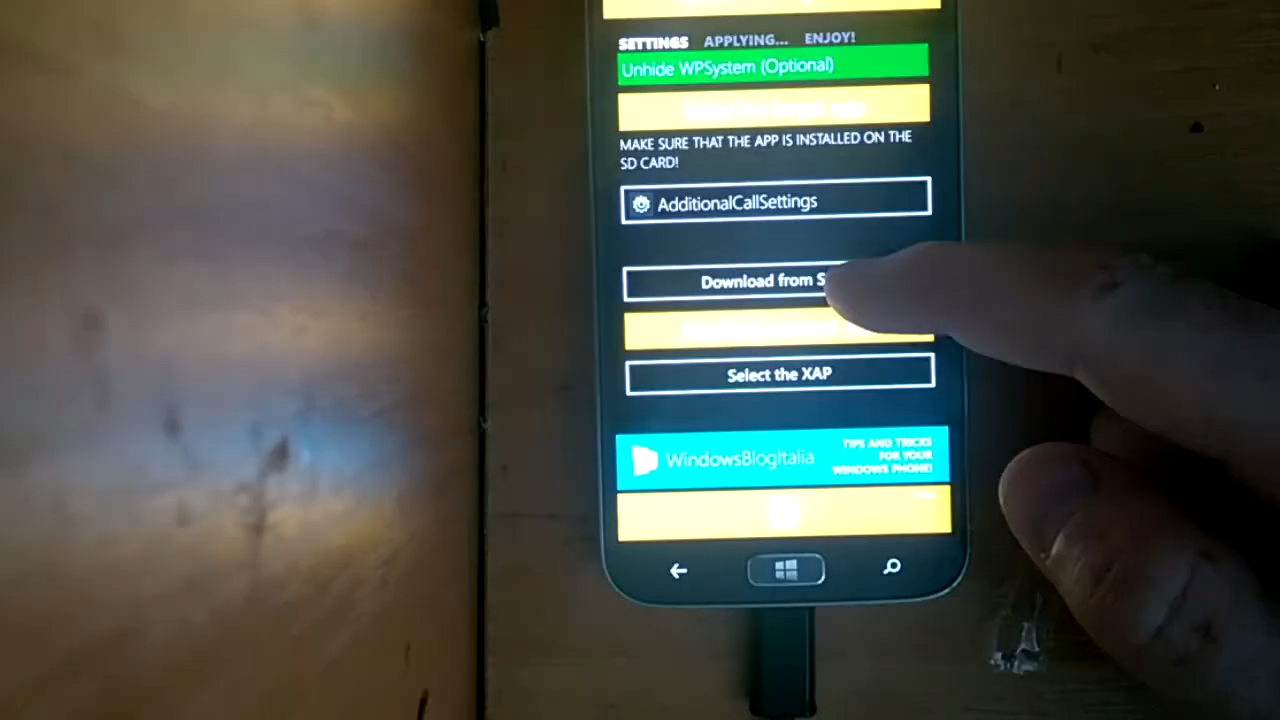 SETTINGS APPLYING... ENJOY!
Unhide WPSystem (Optional)
MAKE SURE THAT THE APP IS INSTALLED ON THE
SD CARD!
AdditionalCallSettings
Download from S
Select the XAP
WindowsBlogItalia
TIPS AND TRICKS
FOR YOUR
WINDOWS PHONE!